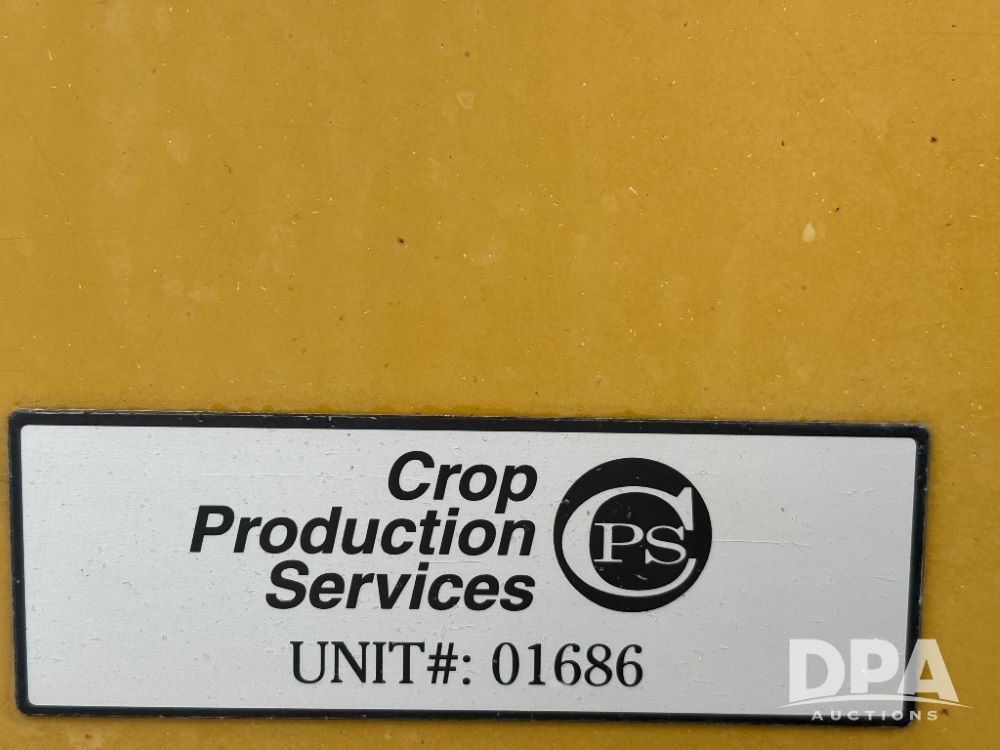 Crop
Production
Services
CPS
UNIT#: 01686
DPA
AUCTIONS